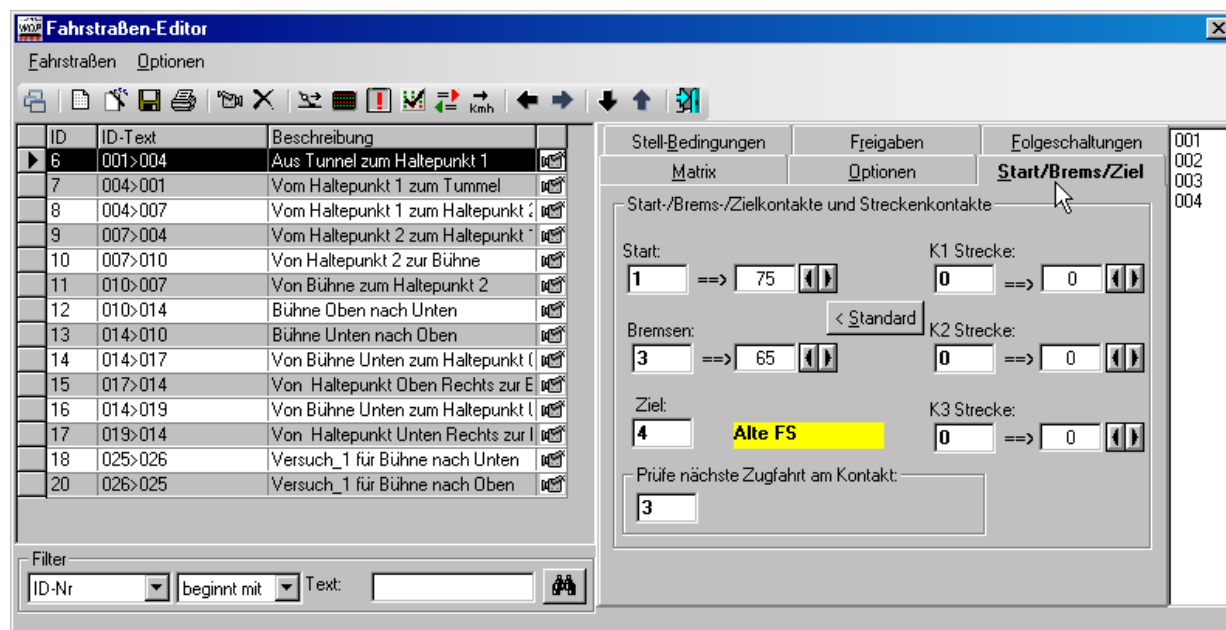 Fahrstraßen-Editor
Fahrstraßen Optionen
Kmh
ID ID-Text Beschreibung
6 001>004 Aus Tunnel zum Haltepunkt 1
7 004>001 Vom Haltepunkt 1 zum Tummel
8 004>007 Vom Haltepunkt 1 zum Haltepunkt
9 007>004 Vom Haltepunkt 2 zum Haltepunkt
10 007>010 Von Haltepunkt 2 zur Bühne
11 010>007 Von Bühne zum Haltepunkt 2
12 010>014 Bühne Oben nach Unten
13 014>010 Bühne Unten nach Oben
14 014>017 Von Bühne Unten zum Haltepunkt
15 017>014 Von Haltepunkt Oben Rechts zur
16 014>019 Von Bühne Unten zum Haltepunkt
17 019>014 Von Haltepunkt Unten Rechts zur
18 025>026 Versuch_1 für Bühne nach Unten
20 026>025 Versuch_1 für Bühne nach Oben
Filter
ID-Nr beginnt mit Text:
Stell-Bedingungen Freigaben Folgeschaltungen
Matrix Optionen Start/Brems/Ziel
Start-/Brems-/Zielkontakte und Streckenkontakte
Start: K1 Strecke:
1 ==> 75 0 ==> 0
< Standard
Bremsen: K2 Strecke:
3 ==> 65 0 ==> 0
Ziel: K3 Strecke:
4 Alte FS 0 ==> 0
Prüfe nächste Zugfahrt am Kontakt:
3
001
002
003
004